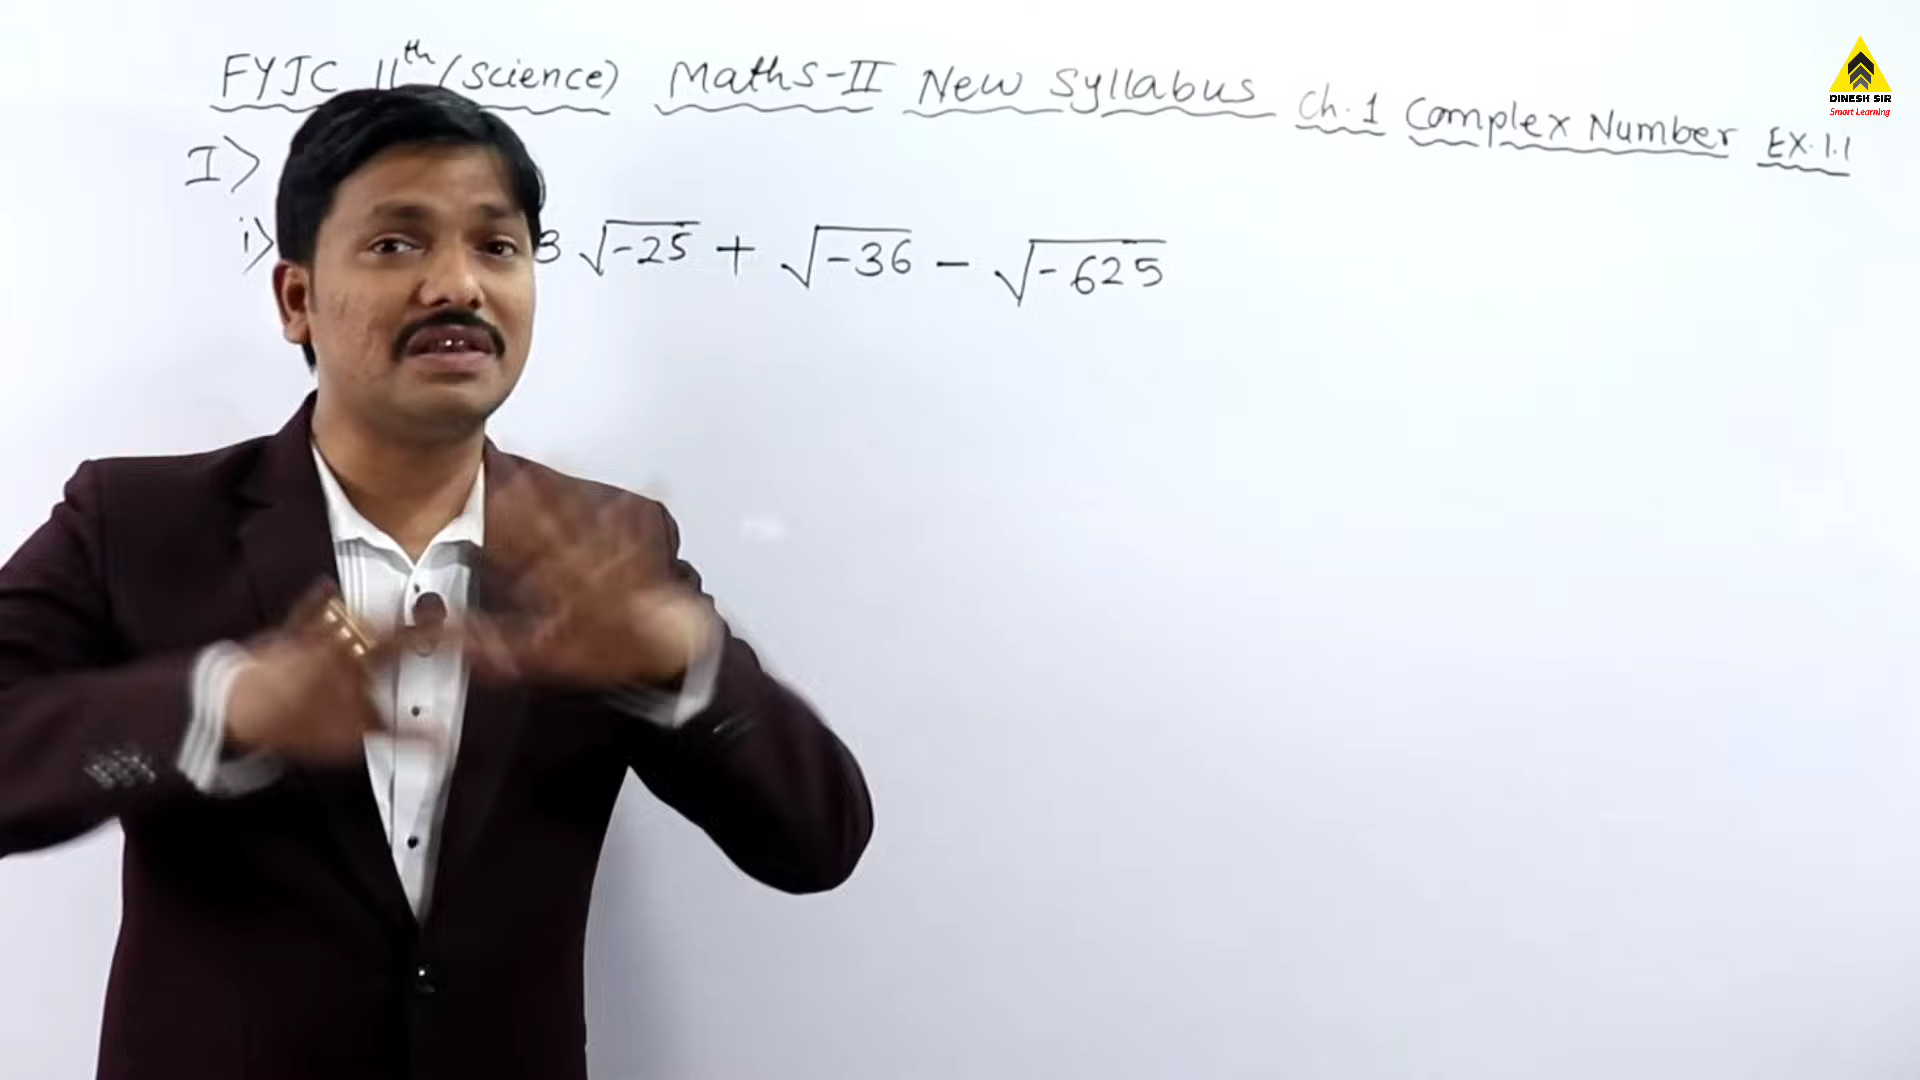 FYJC 11th (Science) Maths-II New Syllabus Ch.1 Complex Number EX.1.1
DINESH SIR
Smart Learning
I>
i> 3 √-25 + √-36 - √-625